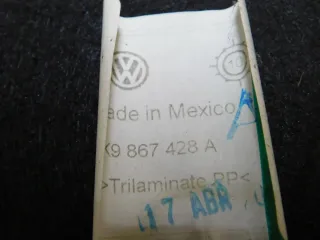 ade in Mexico
K9 867 428 A
>Trilaminate PP<
17 ABR